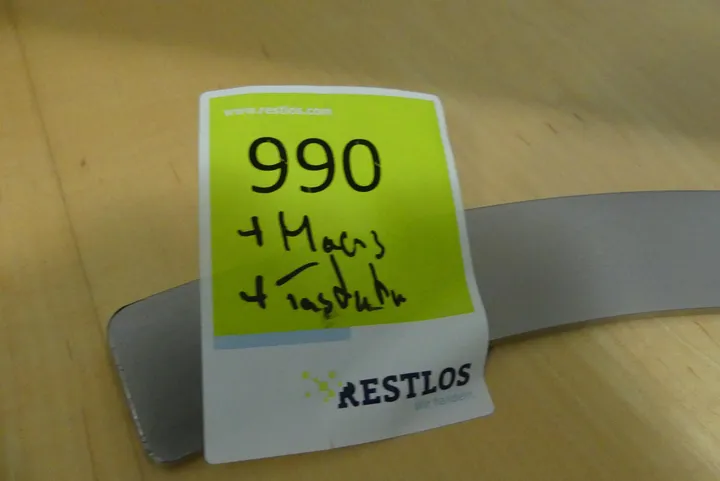 www.restlos.com
990
+ Maus
+ Tastatur
RESTLOS